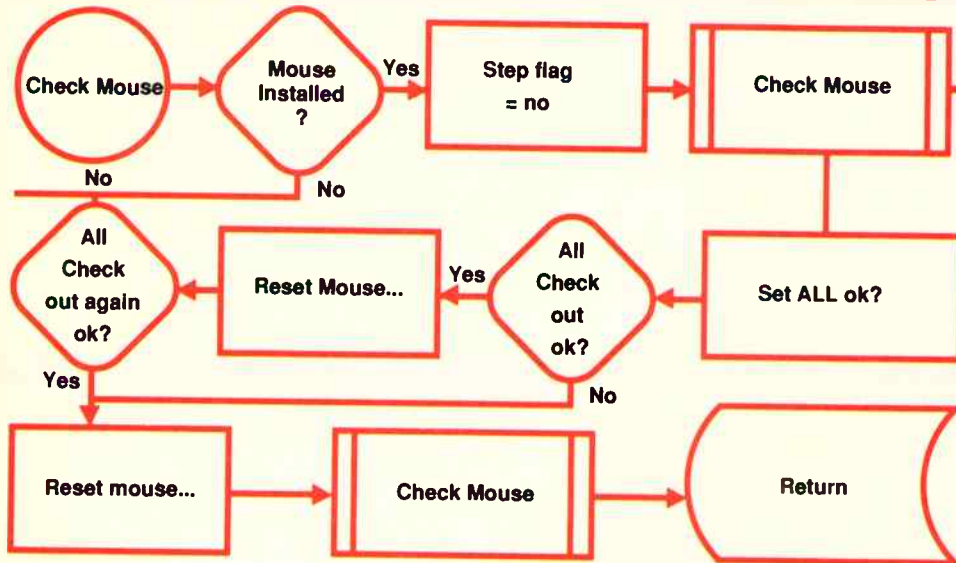 Check Mouse
Mouse
Installed
?
Yes
Step flag
= no
Check Mouse
No
No
All
Check
out again
ok?
Reset Mouse...
Yes
All
Check
out
ok?
Set ALL ok?
Yes
No
Reset mouse...
Check Mouse
Return